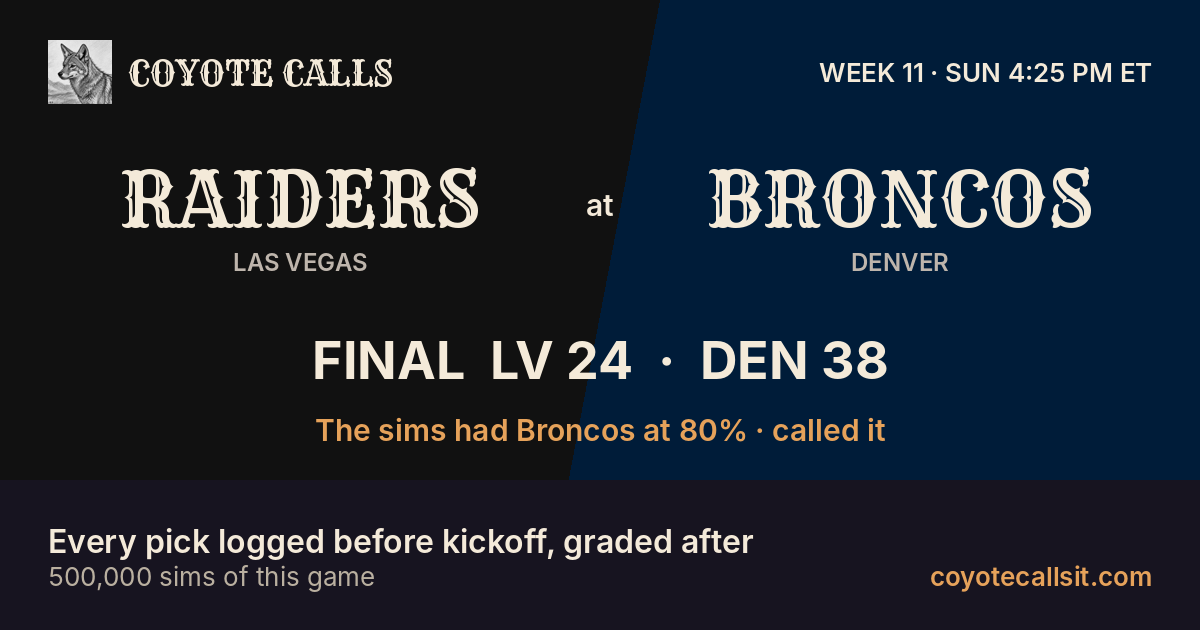 COYOTE CALLS
WEEK 11 · SUN 4:25 PM ET
RAIDERS at BRONCOS
LAS VEGAS DENVER
FINAL LV 24 · DEN 38
The sims had Broncos at 80% · called it
Every pick logged before kickoff, graded after
500,000 sims of this game
coyotecallsit.com